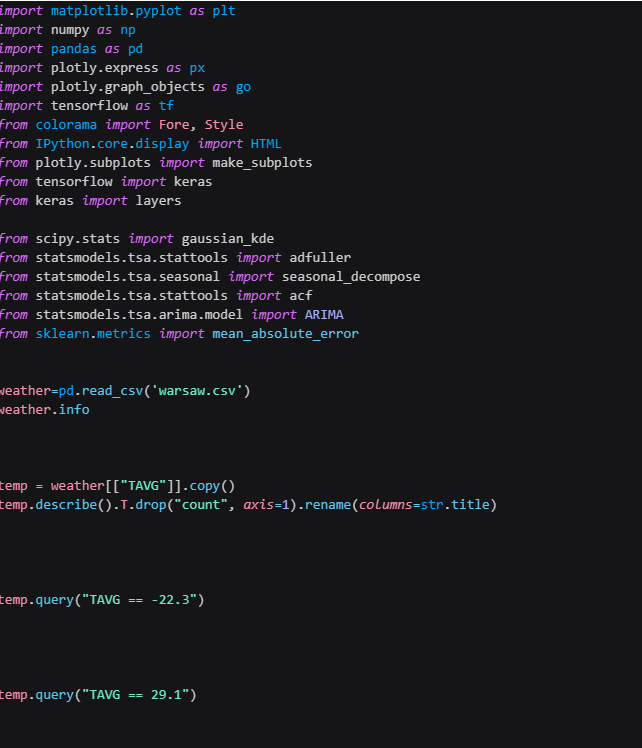 import matplotlib.pyplot as plt
import numpy as np
import pandas as pd
import plotly.express as px
import plotly.graph_objects as go
import tensorflow as tf
from colorama import Fore, Style
from IPython.core.display import HTML
from plotly.subplots import make_subplots
from tensorflow import keras
from keras import layers
from scipy.stats import gaussian_kde
from statsmodels.tsa.stattools import adfuller
from statsmodels.tsa.seasonal import seasonal_decompose
from statsmodels.tsa.stattools import acf
from statsmodels.tsa.arima.model import ARIMA
from sklearn.metrics import mean_absolute_error
weather=pd.read_csv('warsaw.csv')
weather.info
temp = weather[["TAVG"]].copy()
temp.describe().T.drop("count", axis=1).rename(columns=str.title)
temp.query("TAVG == -22.3")
temp.query("TAVG == 29.1")